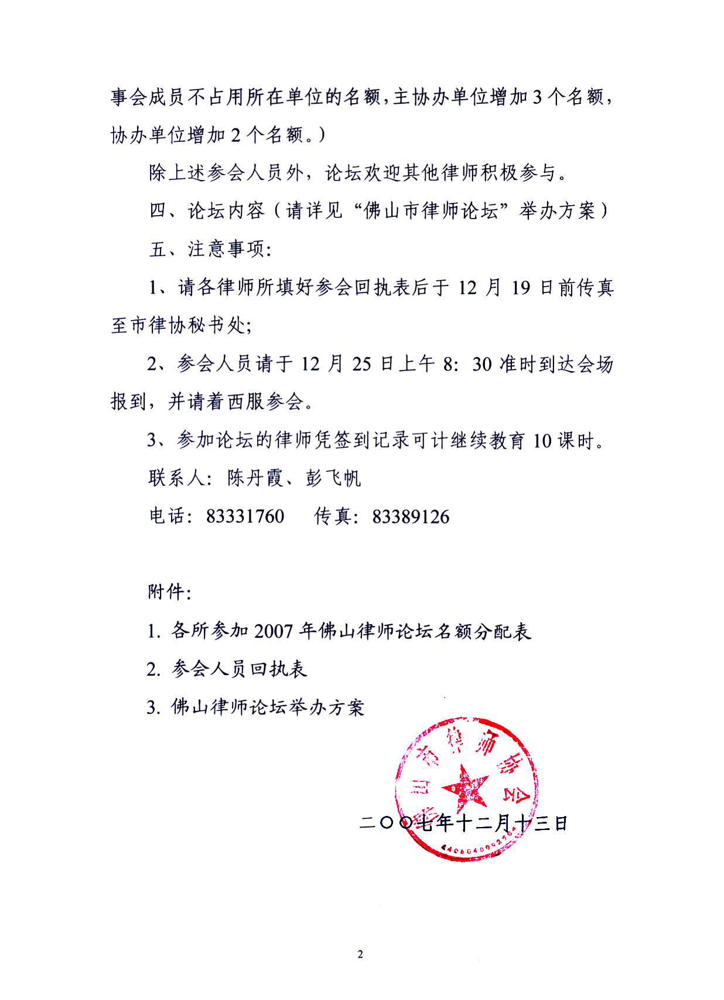 事会成员不占用所在单位的名额,主协办单位增加 3 个名额,
协办单位增加 2 个名额。)
除上述参会人员外，论坛欢迎其他律师积极参与。
四、论坛内容（请详见“佛山市律师论坛”举办方案）
五、注意事项:
1、请各律师所填好参会回执表后于 12 月 19 日前传真
至市律协秘书处;
2、参会人员请于 12 月 25 日上午 8：30 准时到达会场
报到，并请着西服参会。
3、参加论坛的律师凭签到记录可计继续教育 10 课时。
联系人：陈丹霞、彭飞帆
电话：83331760 传真：83389126
附件:
1. 各所参加 2007 年佛山律师论坛名额分配表
2. 参会人员回执表
3. 佛山律师论坛举办方案
山市律师协会
二〇〇七年十二月十三日
2